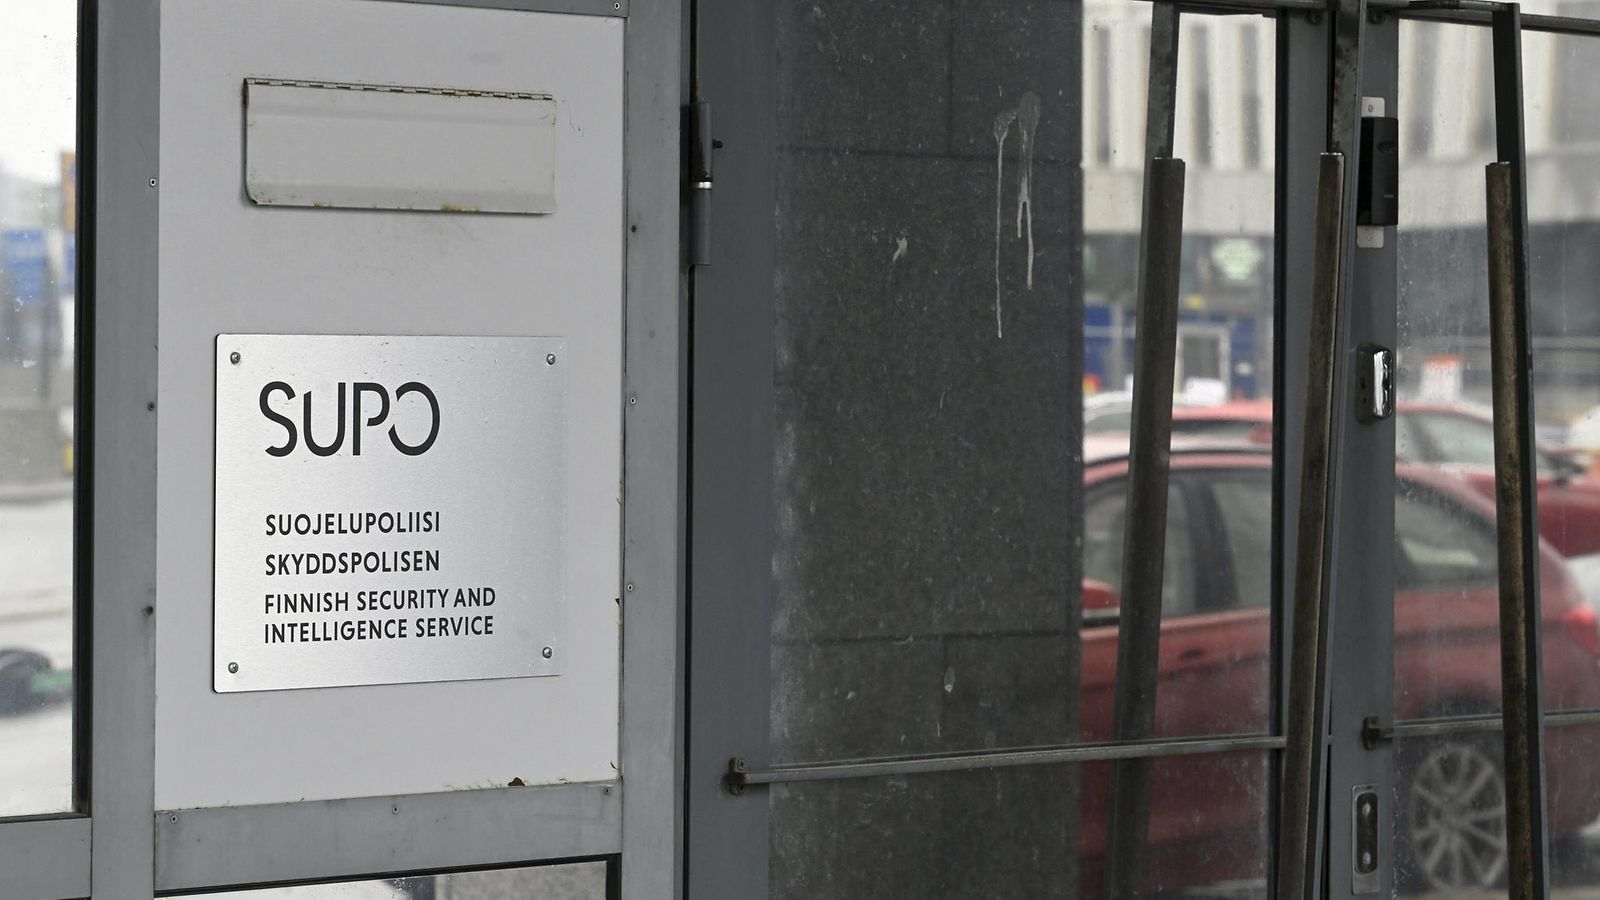 SUPO
SUOJELUPOLIISI
SKYDDSPOLISEN
FINNISH SECURITY AND
INTELLIGENCE SERVICE